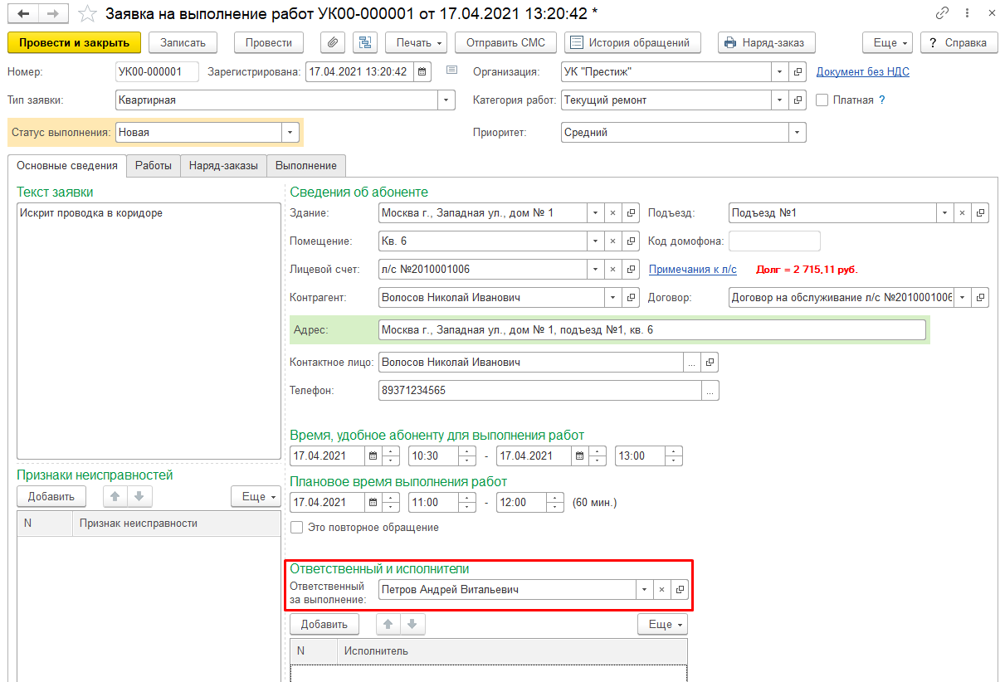 Заявка на выполнение работ УК00-000001 от 17.04.2021 13:20:42 *
Провести и закрыть Записать Провести Печать Отправить СМС История обращений Наряд-заказ Еще ? Справка
Номер: УК00-000001 Зарегистрирована: 17.04.2021 13:20:42 Организация: УК "Престиж" Документ без НДС
Тип заявки: Квартирная Категория работ: Текущий ремонт Платная ?
Статус выполнения: Новая Приоритет: Средний
Основные сведения Работы Наряд-заказы Выполнение
Текст заявки
Искрит проводка в коридоре
Сведения об абоненте
Здание: Москва г., Западная ул., дом № 1 Подъезд: Подъезд №1
Помещение: Кв. 6 Код домофона:
Лицевой счет: л/с №2010001006 Примечания к л/с Долг = 2 715,11 руб.
Контрагент: Волосов Николай Иванович Договор: Договор на обслуживание л/с №2010001006
Адрес: Москва г., Западная ул., дом № 1, подъезд №1, кв. 6
Контактное лицо: Волосов Николай Иванович ...
Телефон: 89371234565 ...
Время, удобное абоненту для выполнения работ
17.04.2021 10:30 - 17.04.2021 13:00
Плановое время выполнения работ
17.04.2021 11:00 - 12:00 (60 мин.)
Это повторное обращение
Признаки неисправностей
Добавить Еще
N Признак неисправности
Ответственный и исполнители
Ответственный
за выполнение: Петров Андрей Витальевич
Добавить Еще
N Исполнитель